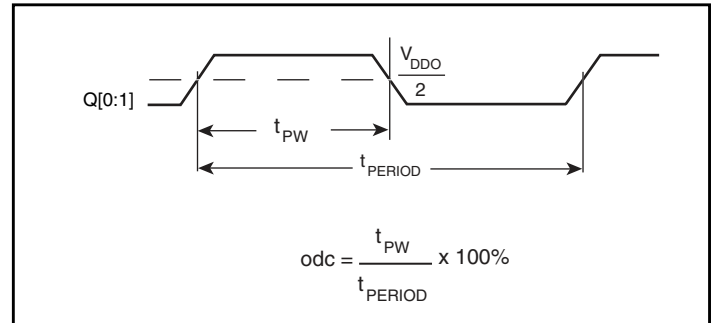 V_DDO
2
Q[0:1]
t_PW
t_PERIOD
odc = t_PW / t_PERIOD x 100%